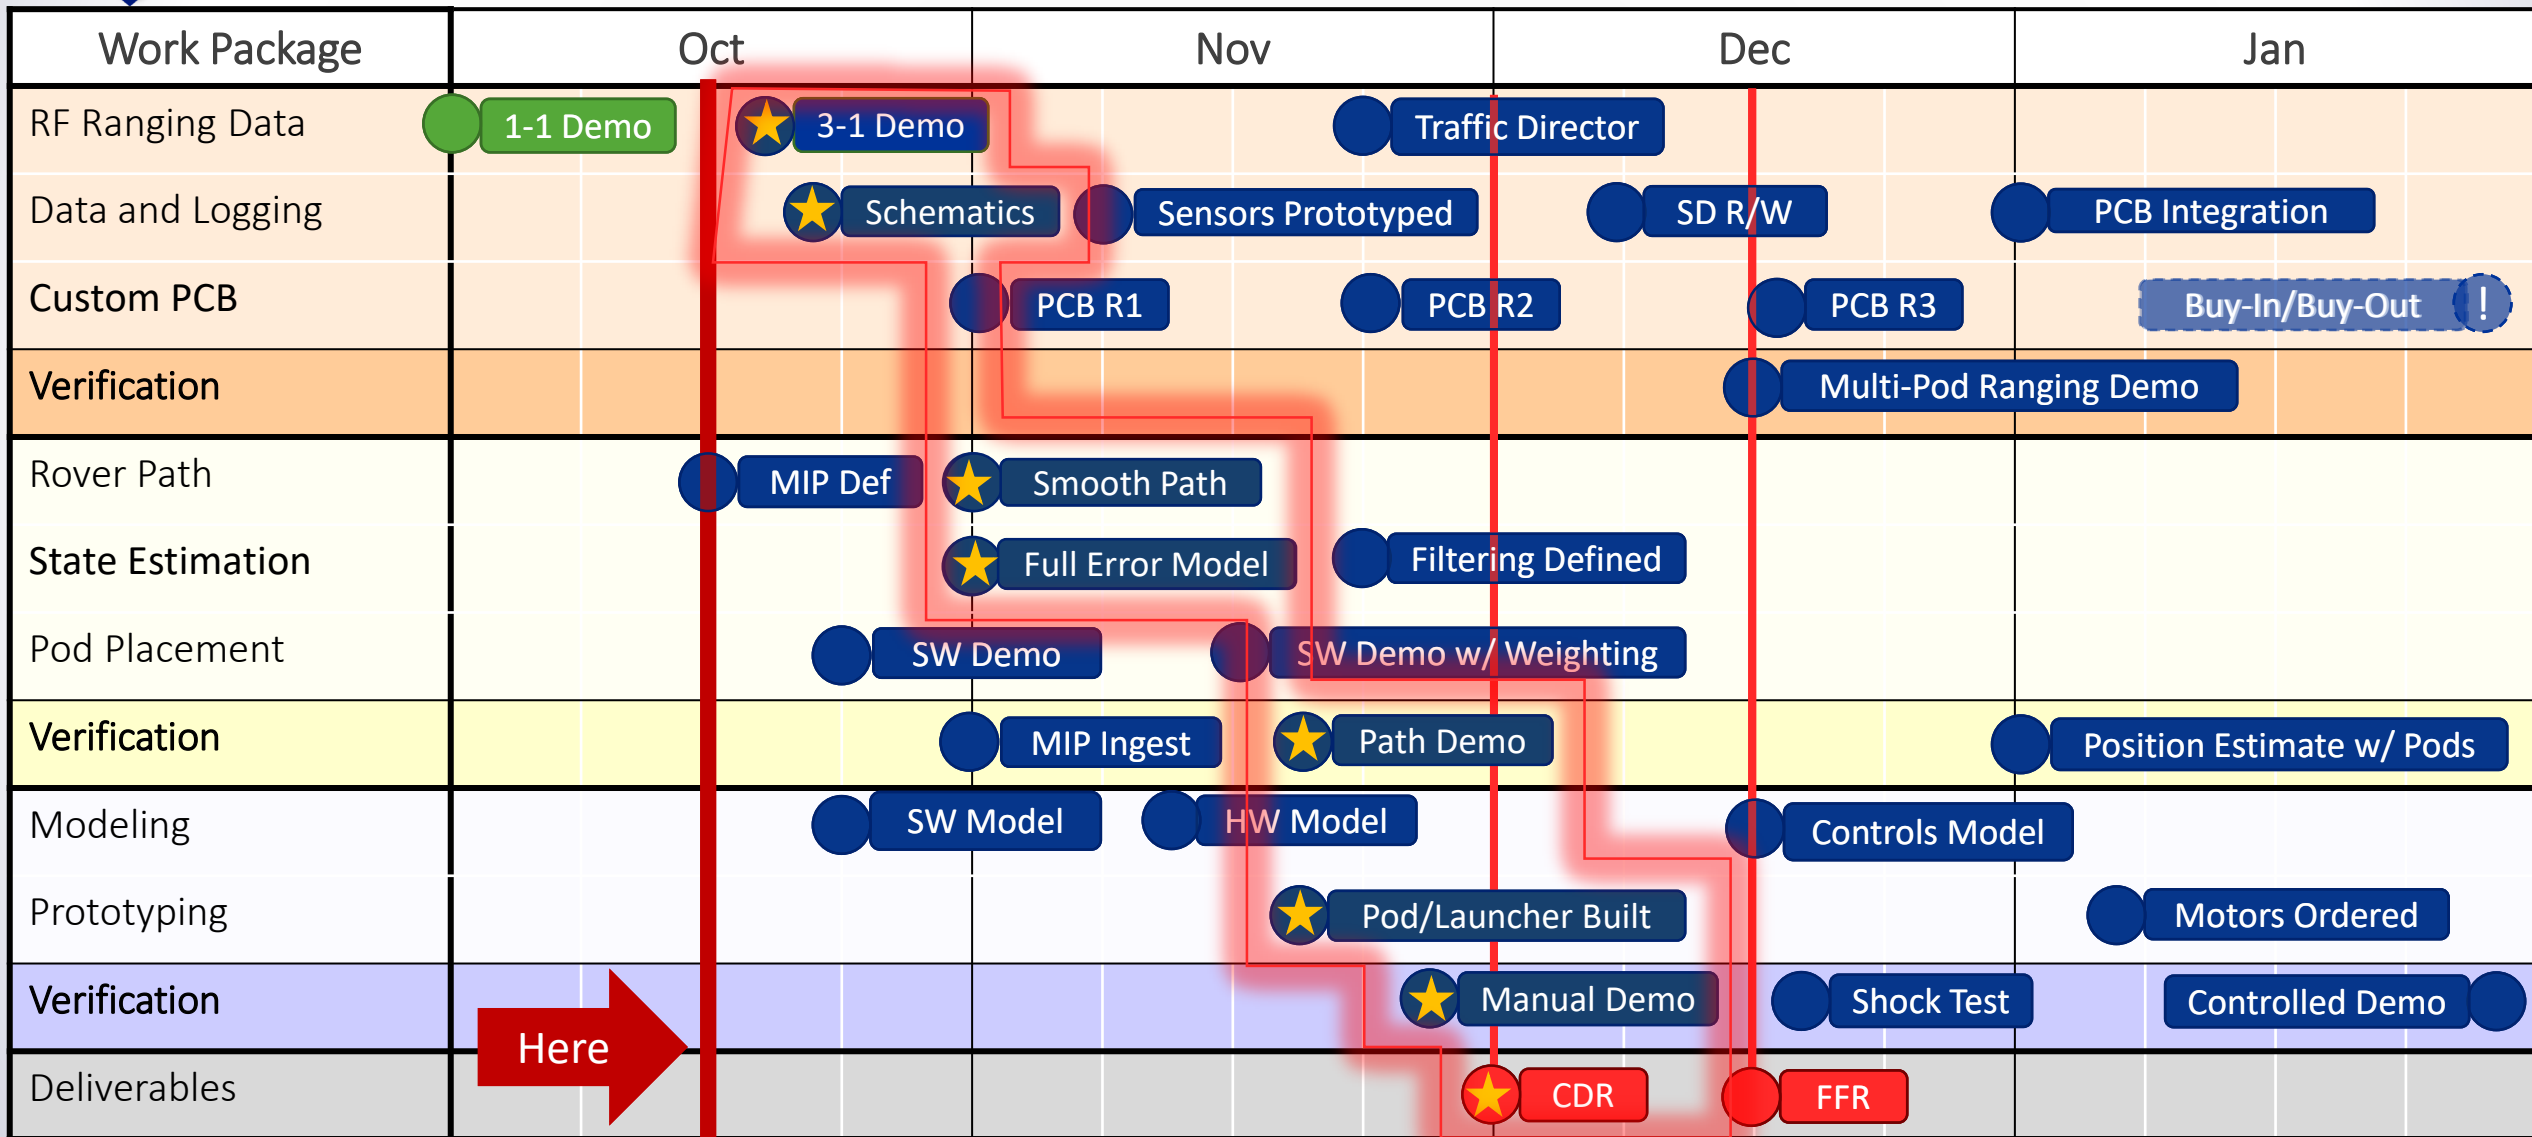 Work Package
Oct
Nov
Dec
Jan
RF Ranging Data
1-1 Demo
3-1 Demo
Traffic Director
Data and Logging
Schematics
Sensors Prototyped
SD R/W
PCB Integration
Custom PCB
PCB R1
PCB R2
PCB R3
Buy-In/Buy-Out
!
Verification
Multi-Pod Ranging Demo
Rover Path
MIP Def
Smooth Path
State Estimation
Full Error Model
Filtering Defined
Pod Placement
SW Demo
SW Demo w/ Weighting
Verification
MIP Ingest
Path Demo
Position Estimate w/ Pods
Modeling
SW Model
HW Model
Controls Model
Prototyping
Pod/Launcher Built
Motors Ordered
Verification
Manual Demo
Shock Test
Controlled Demo
Here
Deliverables
CDR
FFR